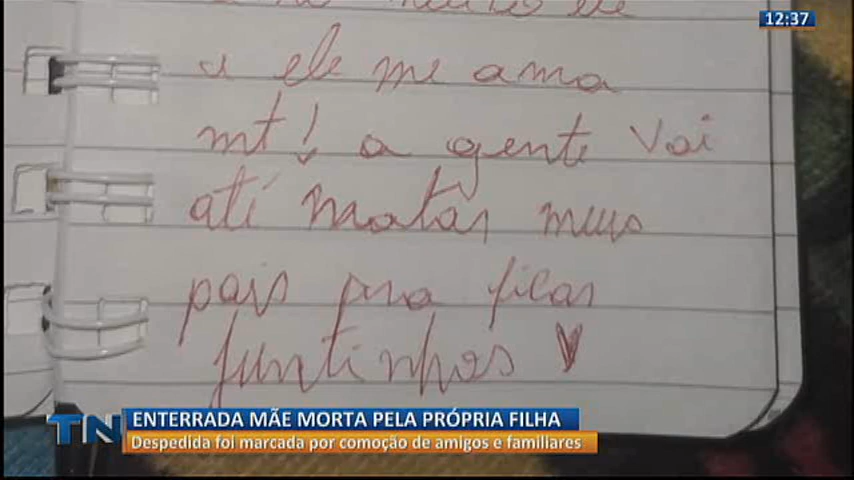 12:37
e ele me ama
mt! a gente vai
até matar meus
pais pra ficar
juntinhos
TN
ENTERRADA MÃE MORTA PELA PRÓPRIA FILHA
Despedida foi marcada por comoção de amigos e familiares